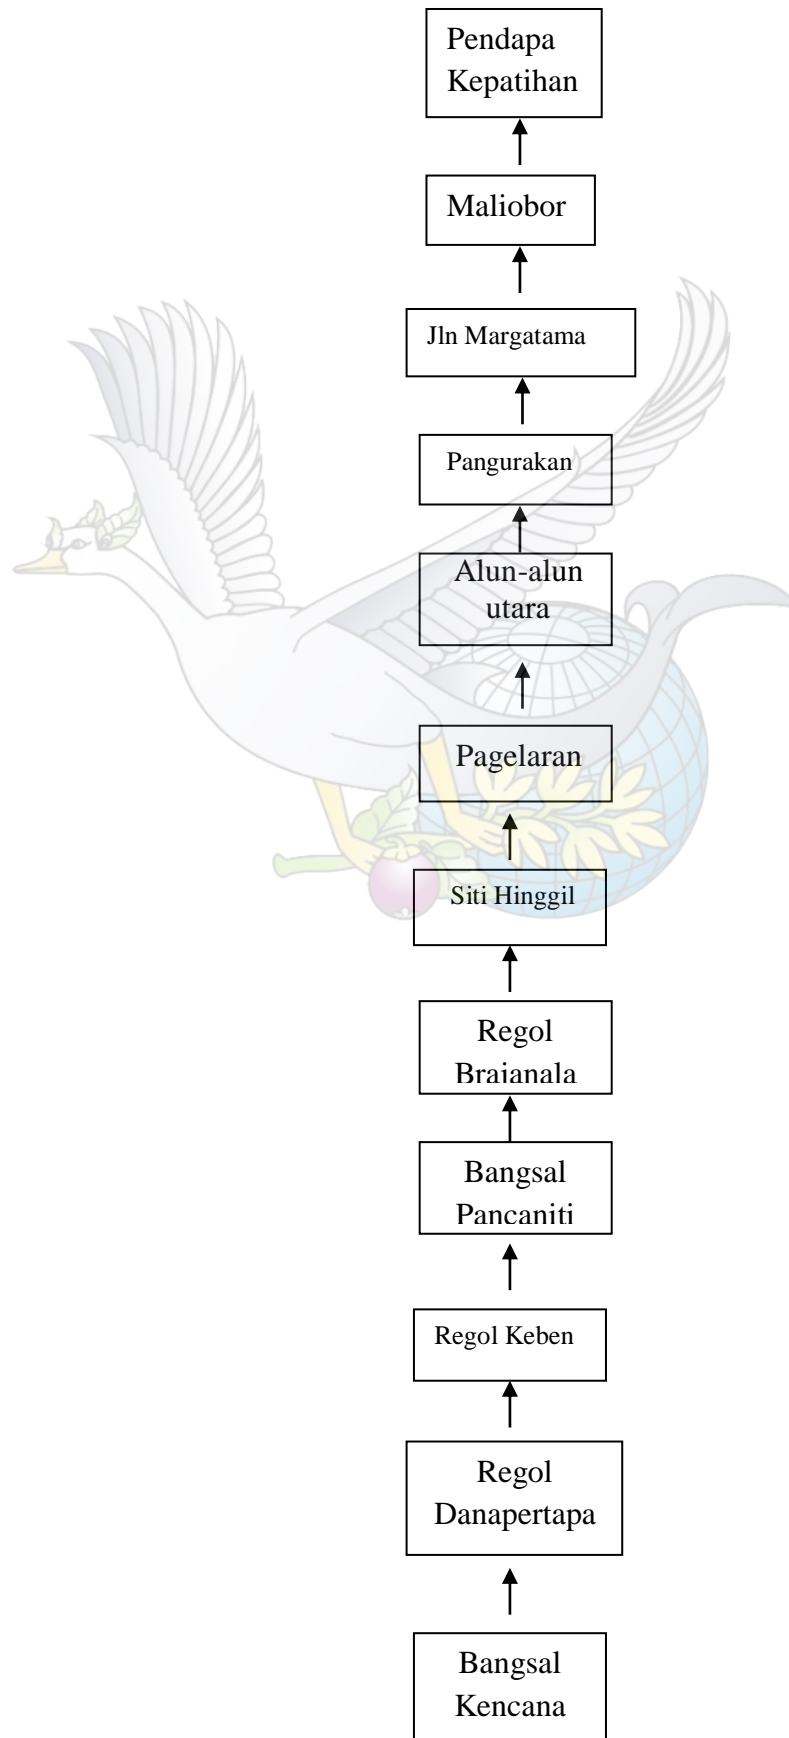 Pendapa
Kepatihan
Maliobor
Jln Margatama
Pangurakan
Alun-alun
utara
Pagelaran
Siti Hinggil
Regol
Brajanala
Bangsal
Pancaniti
Regol Keben
Regol
Danapertapa
Bangsal
Kencana